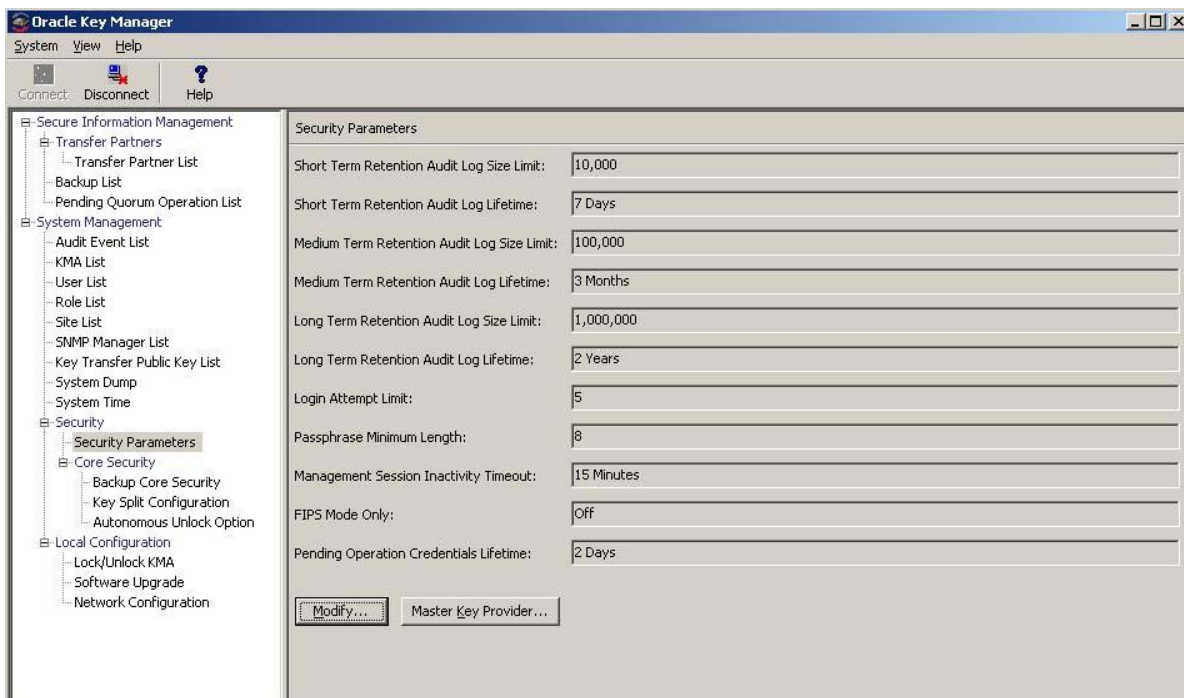 Oracle Key Manager
System View Help
Connect Disconnect Help
Secure Information Management
Transfer Partners
Transfer Partner List
Backup List
Pending Quorum Operation List
System Management
Audit Event List
KMA List
User List
Role List
Site List
SNMP Manager List
Key Transfer Public Key List
System Dump
System Time
Security
Security Parameters
Core Security
Backup Core Security
Key Split Configuration
Autonomous Unlock Option
Local Configuration
Lock/Unlock KMA
Software Upgrade
Network Configuration
Security Parameters
Short Term Retention Audit Log Size Limit: 10,000
Short Term Retention Audit Log Lifetime: 7 Days
Medium Term Retention Audit Log Size Limit: 100,000
Medium Term Retention Audit Log Lifetime: 3 Months
Long Term Retention Audit Log Size Limit: 1,000,000
Long Term Retention Audit Log Lifetime: 2 Years
Login Attempt Limit: 5
Passphrase Minimum Length: 8
Management Session Inactivity Timeout: 15 Minutes
FIPS Mode Only: Off
Pending Operation Credentials Lifetime: 2 Days
Modify... Master Key Provider...